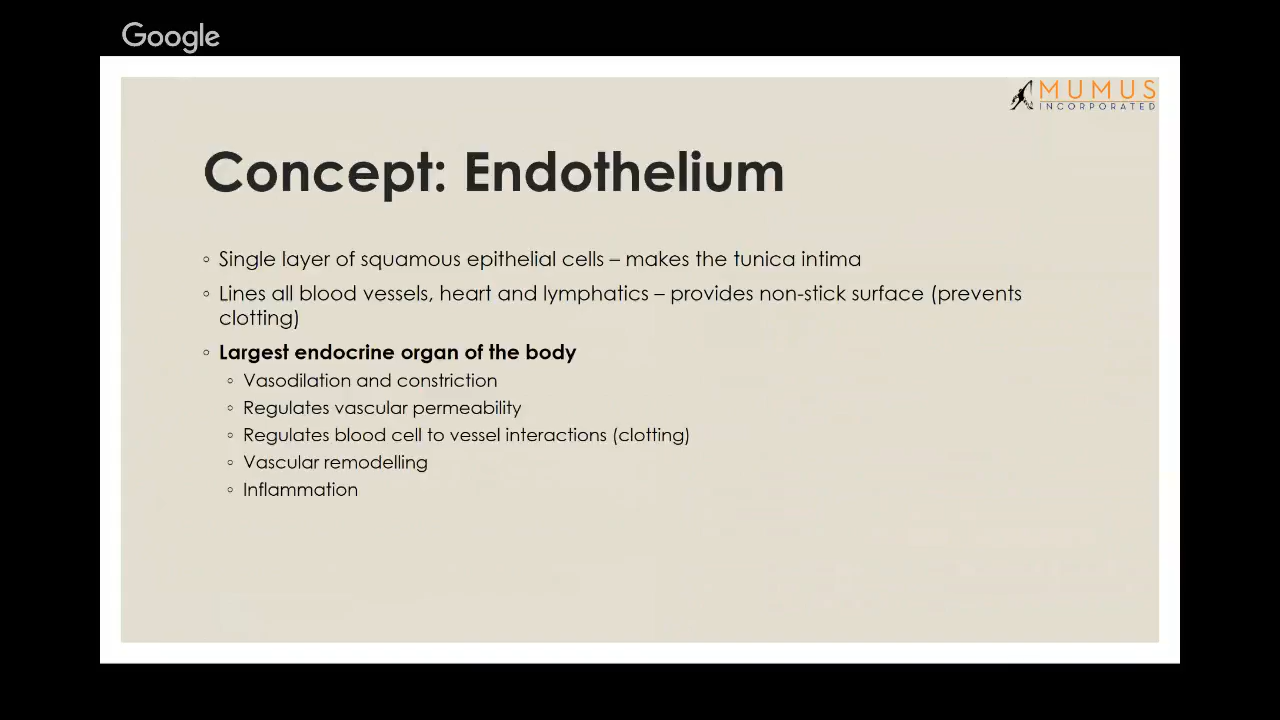 Google
MUMUS
INCORPORATED
Concept: Endothelium
◦ Single layer of squamous epithelial cells – makes the tunica intima
◦ Lines all blood vessels, heart and lymphatics – provides non-stick surface (prevents
clotting)
◦ Largest endocrine organ of the body
◦ Vasodilation and constriction
◦ Regulates vascular permeability
◦ Regulates blood cell to vessel interactions (clotting)
◦ Vascular remodelling
◦ Inflammation